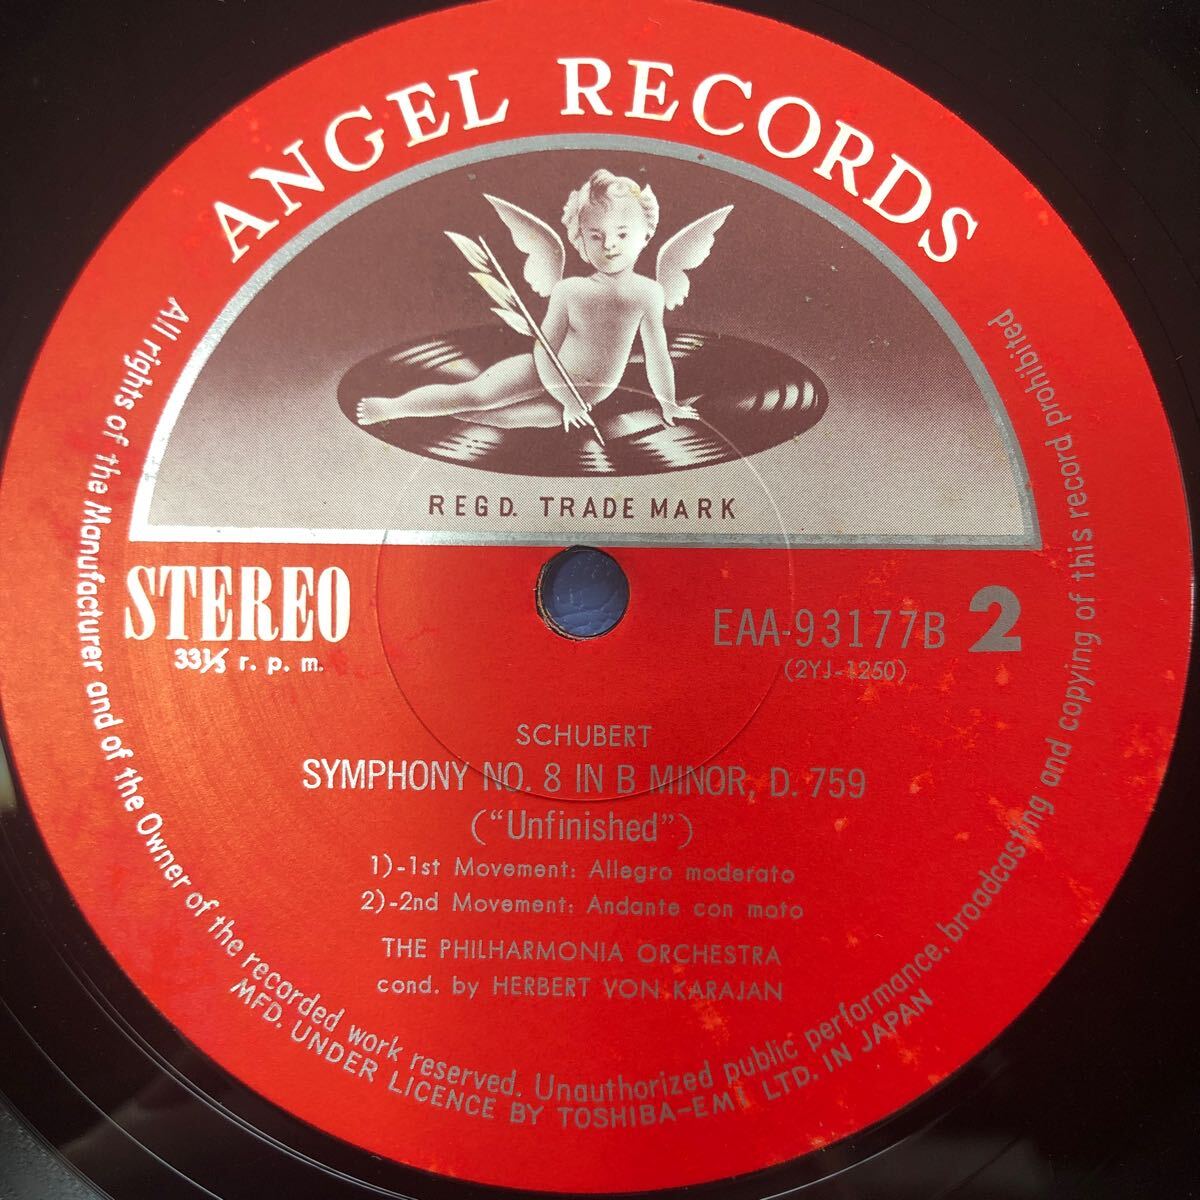 ANGEL RECORDS
REGD. TRADE MARK
STEREO
33⅓ r. p. m.
EAA-93177B 2
(2YJ-1250)
SCHUBERT
SYMPHONY NO. 8 IN B MINOR, D. 759
("Unfinished")
1)-1st Movement: Allegro moderato
2)-2nd Movement: Andante con moto
THE PHILHARMONIA ORCHESTRA
cond. by HERBERT VON KARAJAN
All rights of the Manufacturer and of the Owner of the recorded work reserved. Unauthorized public performance, broadcasting and copying of this record prohibited
MFD. UNDER LICENCE BY TOSHIBA-EMI LTD. IN JAPAN